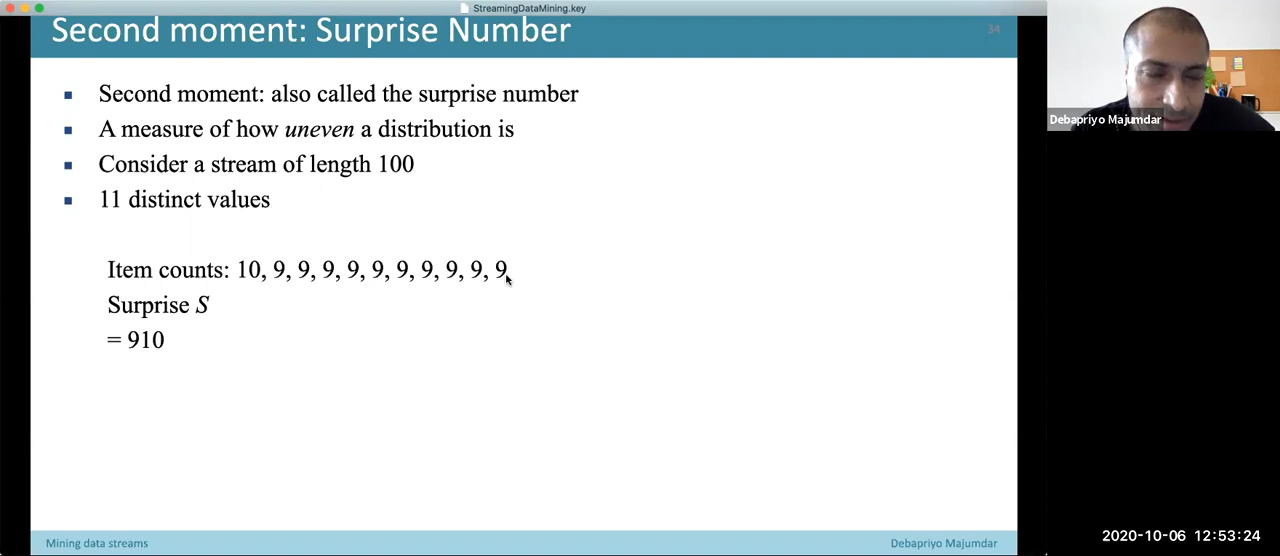 StreamingDataMining.key
Second moment: Surprise Number
34
Second moment: also called the surprise number
A measure of how uneven a distribution is
Consider a stream of length 100
11 distinct values
Item counts: 10, 9, 9, 9, 9, 9, 9, 9, 9, 9, 9
Surprise S
= 910
Mining data streams
Debapriyo Majumdar
Debapriyo Majumdar
2020-10-06 12:53:24